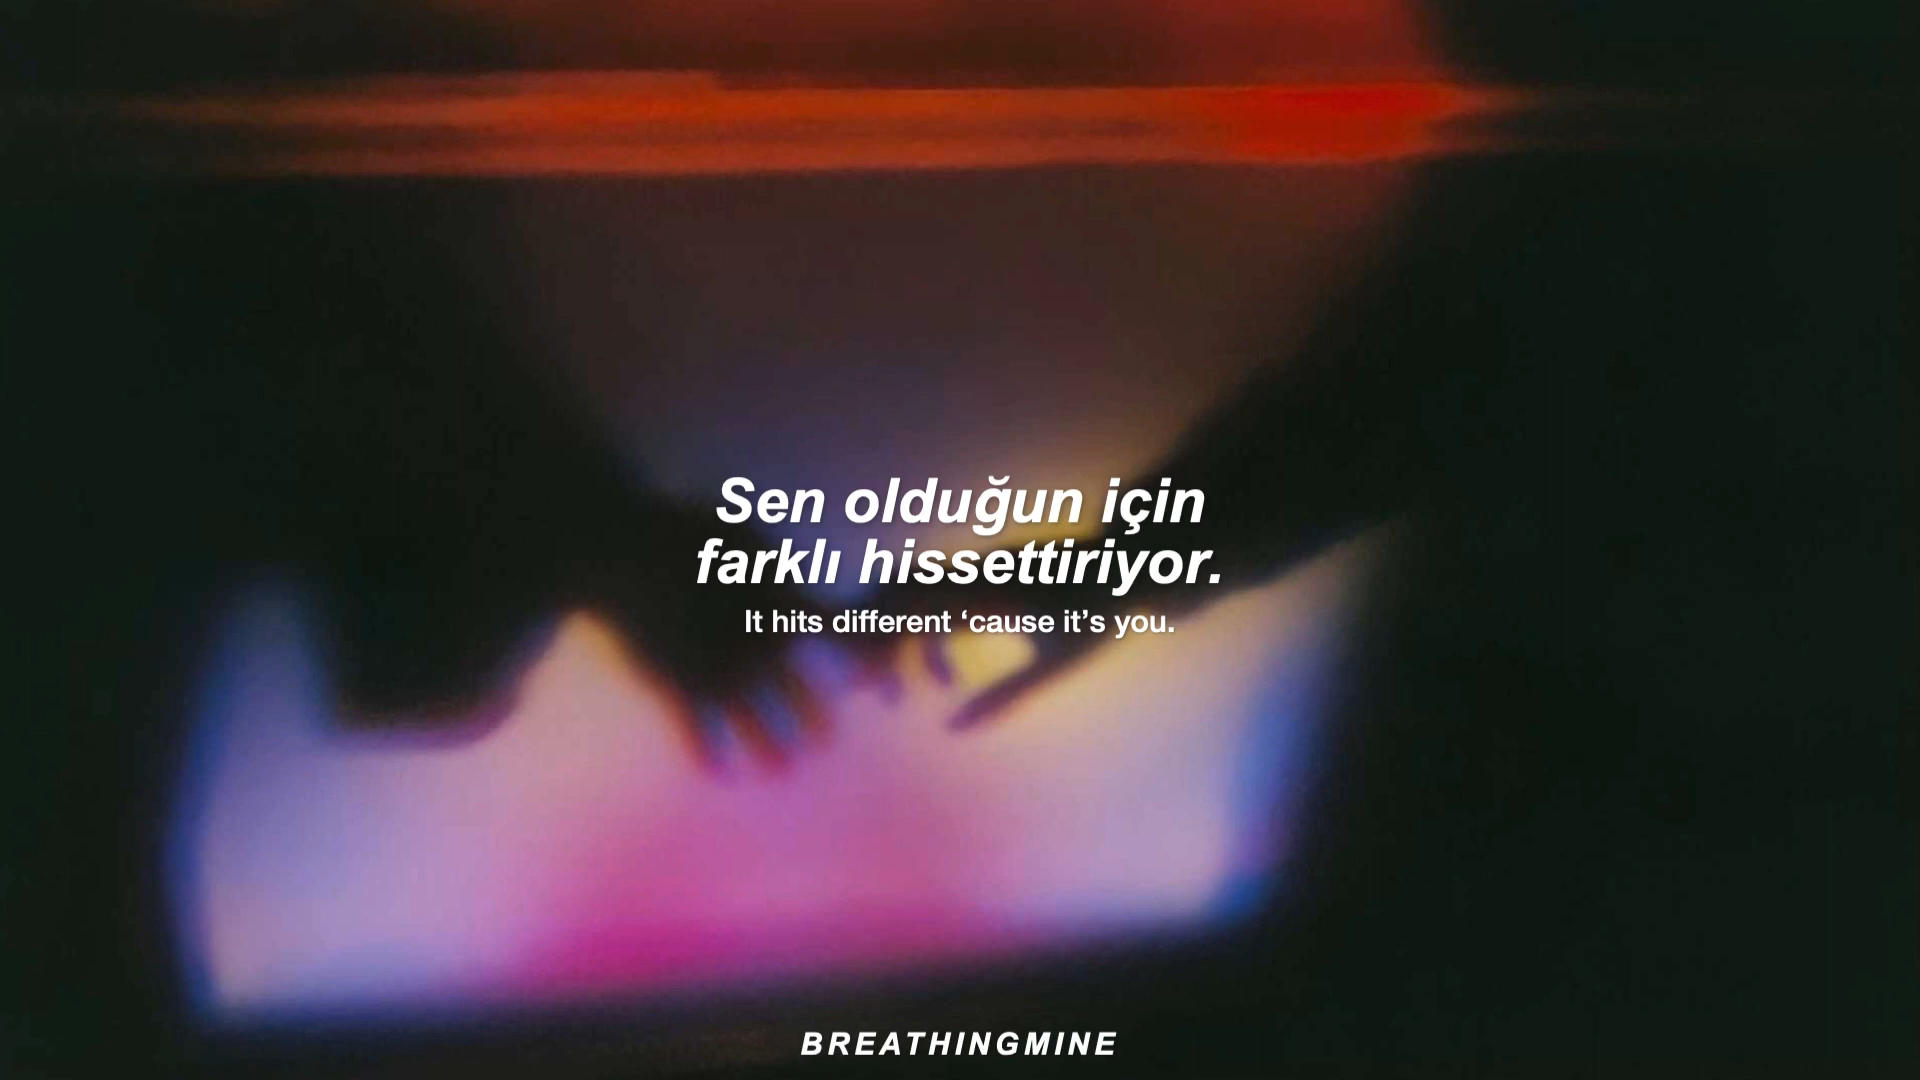 Sen olduğun için
farklı hissettiriyor.
It hits different ‘cause it’s you.
BREATHINGMINE